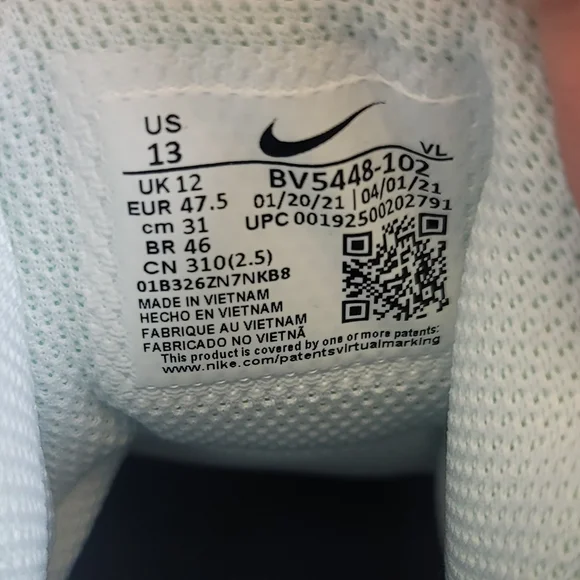 US
13
VL
UK 12
BV5448-102
EUR 47.5
01/20/21 | 04/01/21
cm 31
UPC 00192500202791
BR 46
CN 310(2.5)
01B326ZN7NKB8
MADE IN VIETNAM
HECHO EN VIETNAM
FABRIQUE AU VIETNAM
FABRICADO NO VIETNÃ
This product is covered by one or more patents:
www.nike.com/patentsvirtualmarking